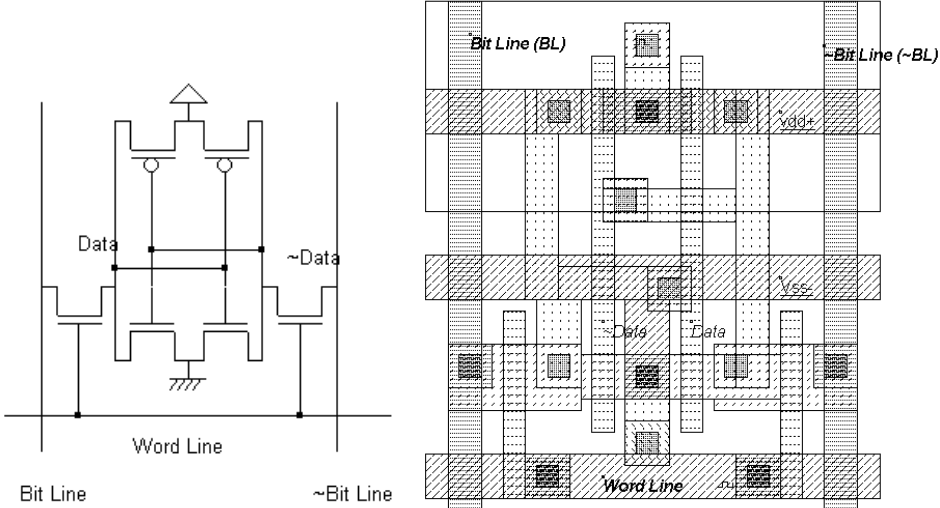 Data
~Data
Word Line
Bit Line
~Bit Line
Bit Line (BL)
~Bit Line (~BL)
Vdd+
Vss-
~Data
Data
Word Line